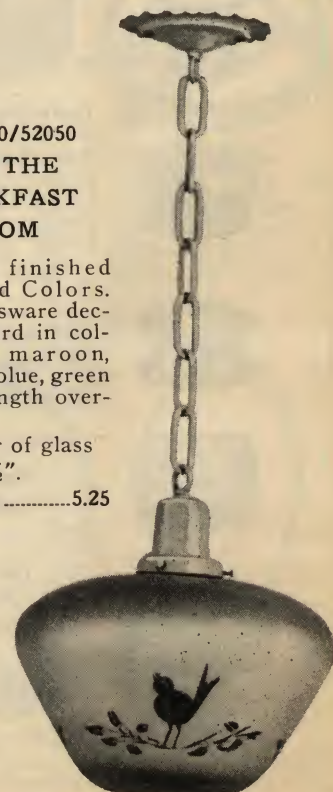 0/52050
THE
KFAST
OM
finished
d Colors.
sware dec-
rd in col-
maroon,
blue, green
ngth over-
of glass
5.25